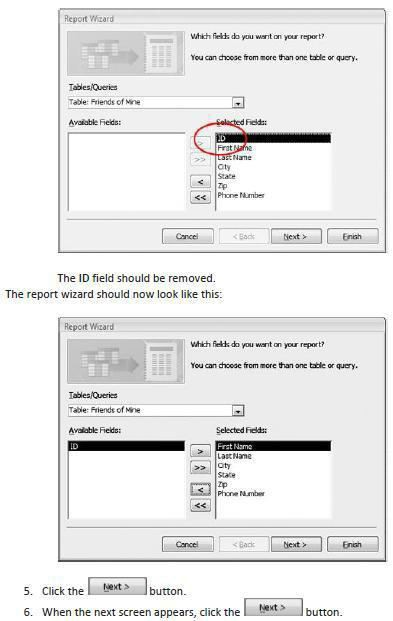 Report Wizard
Which fields do you want on your report?
You can choose from more than one table or query.
Tables/Queries
Table: Friends of Mine
Available Fields:
Selected Fields:
>
>>
<
<<
ID
First Name
Last Name
City
State
Zip
Phone Number
Cancel
< Back
Next >
Finish
The ID field should be removed.
The report wizard should now look like this:
Report Wizard
Which fields do you want on your report?
You can choose from more than one table or query.
Tables/Queries
Table: Friends of Mine
Available Fields:
Selected Fields:
ID
>
>>
<
<<
First Name
Last Name
City
State
Zip
Phone Number
Cancel
< Back
Next >
Finish
5. Click the Next > button.
6. When the next screen appears, click the Next > button.